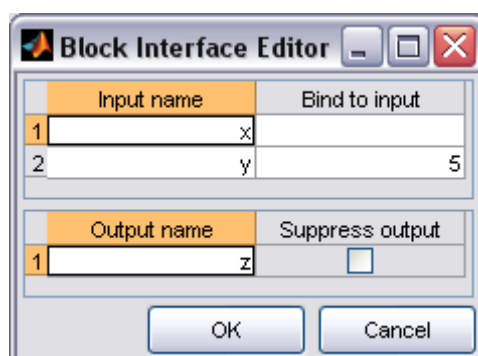 Block Interface Editor
Input name Bind to input
1 x
2 y 5
Output name Suppress output
1 z
OK Cancel